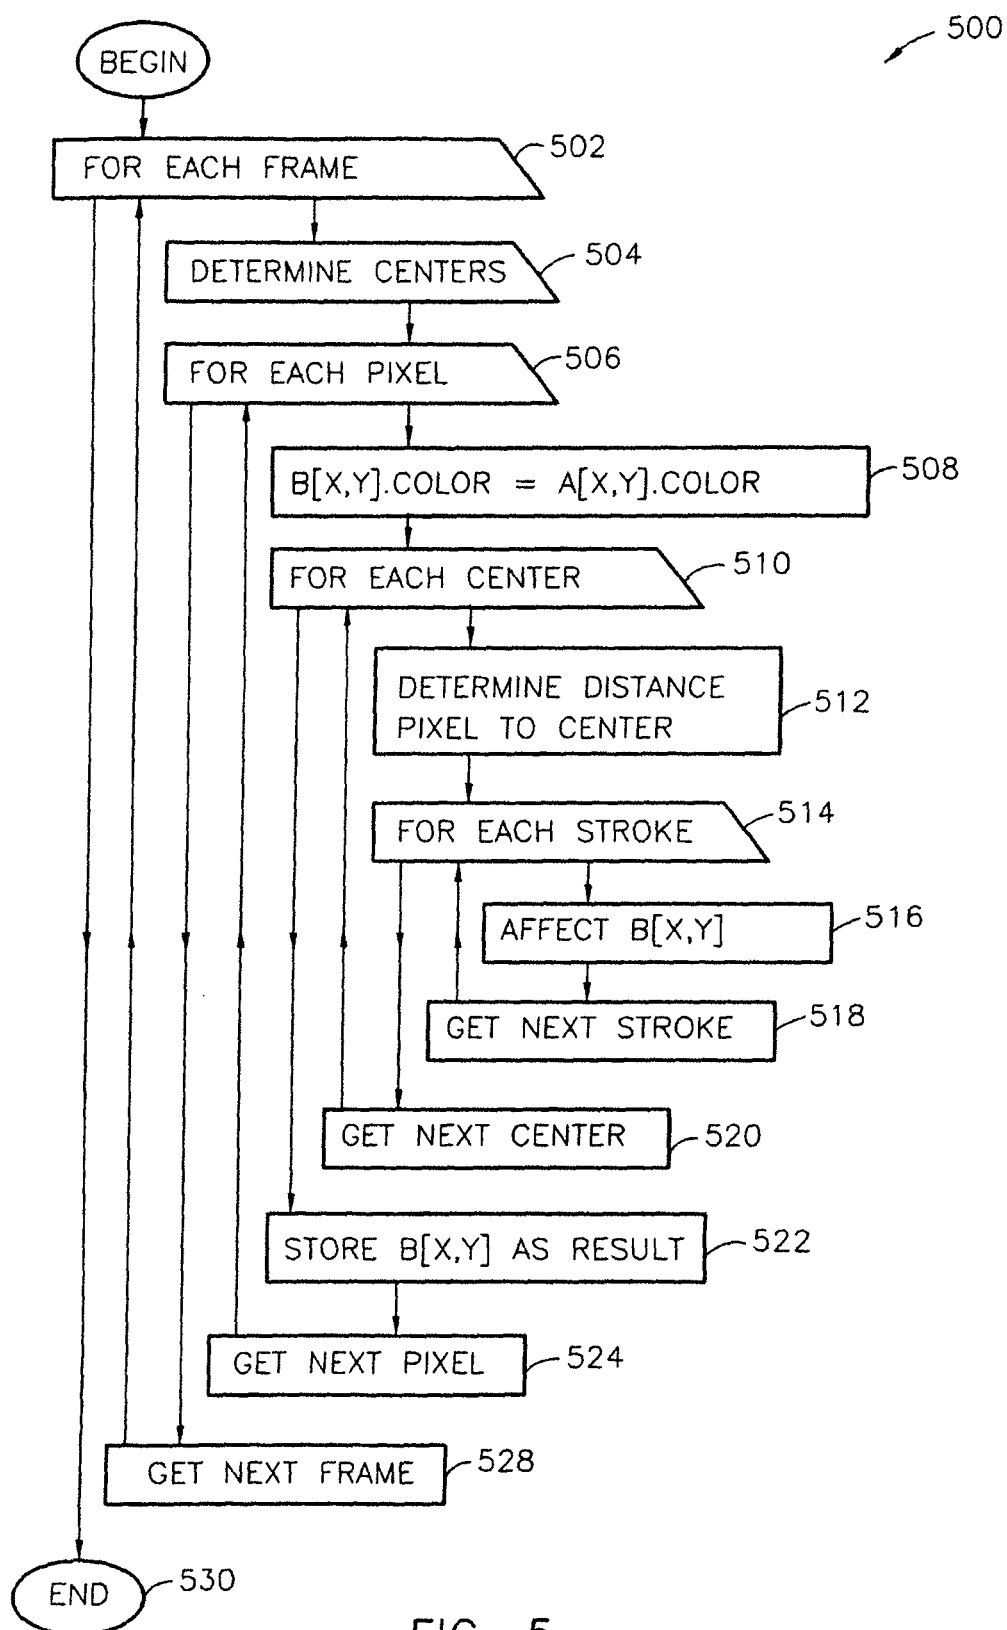 500
BEGIN
FOR EACH FRAME 502
DETERMINE CENTERS 504
FOR EACH PIXEL 506
B[X,Y].COLOR = A[X,Y].COLOR 508
FOR EACH CENTER 510
DETERMINE DISTANCE
PIXEL TO CENTER 512
FOR EACH STROKE 514
AFFECT B[X,Y] 516
GET NEXT STROKE 518
GET NEXT CENTER 520
STORE B[X,Y] AS RESULT 522
GET NEXT PIXEL 524
GET NEXT FRAME 528
END 530
FIG. 5